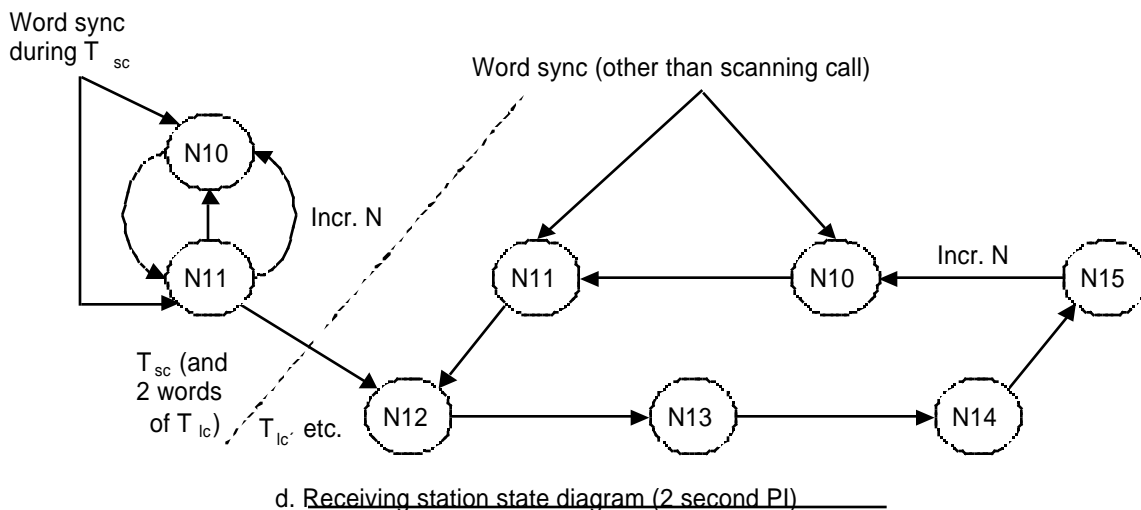 Word sync
during T sc
Word sync (other than scanning call)
N10
Incr. N
N11
N11
N10
Incr. N
N15
T sc (and
2 words
of T lc)
T lc' etc.
N12
N13
N14
d. Receiving station state diagram (2 second PI)